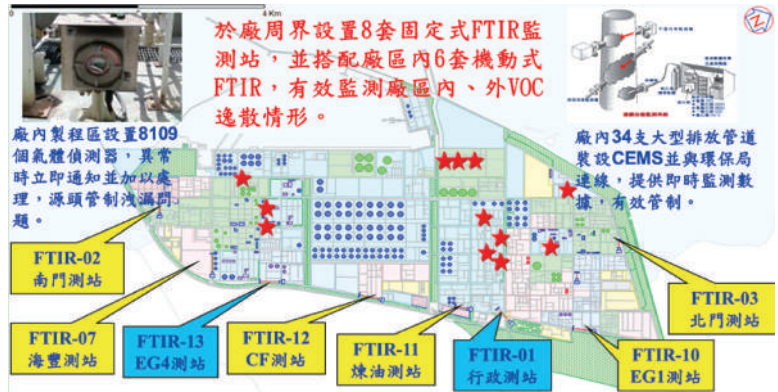 4 Km
於廠周界設置8套固定式FTIR監
測站，並搭配廠區內6套機動式
FTIR，有效監測廠區內、外VOC
逸散情形。
廠內製程區設置8109
個氣體偵測器，異常
時立即通知並加以處
理，源頭管制洩漏問
題。
廠內34支大型排放管道
裝設CEMS並與環保局
連線，提供即時監測數
據，有效管制。
FTIR-02
南門測站
FTIR-07
海豐測站
FTIR-13
EG4測站
FTIR-12
CF測站
FTIR-11
煉油測站
FTIR-01
行政測站
FTIR-10
EG1測站
FTIR-03
北門測站